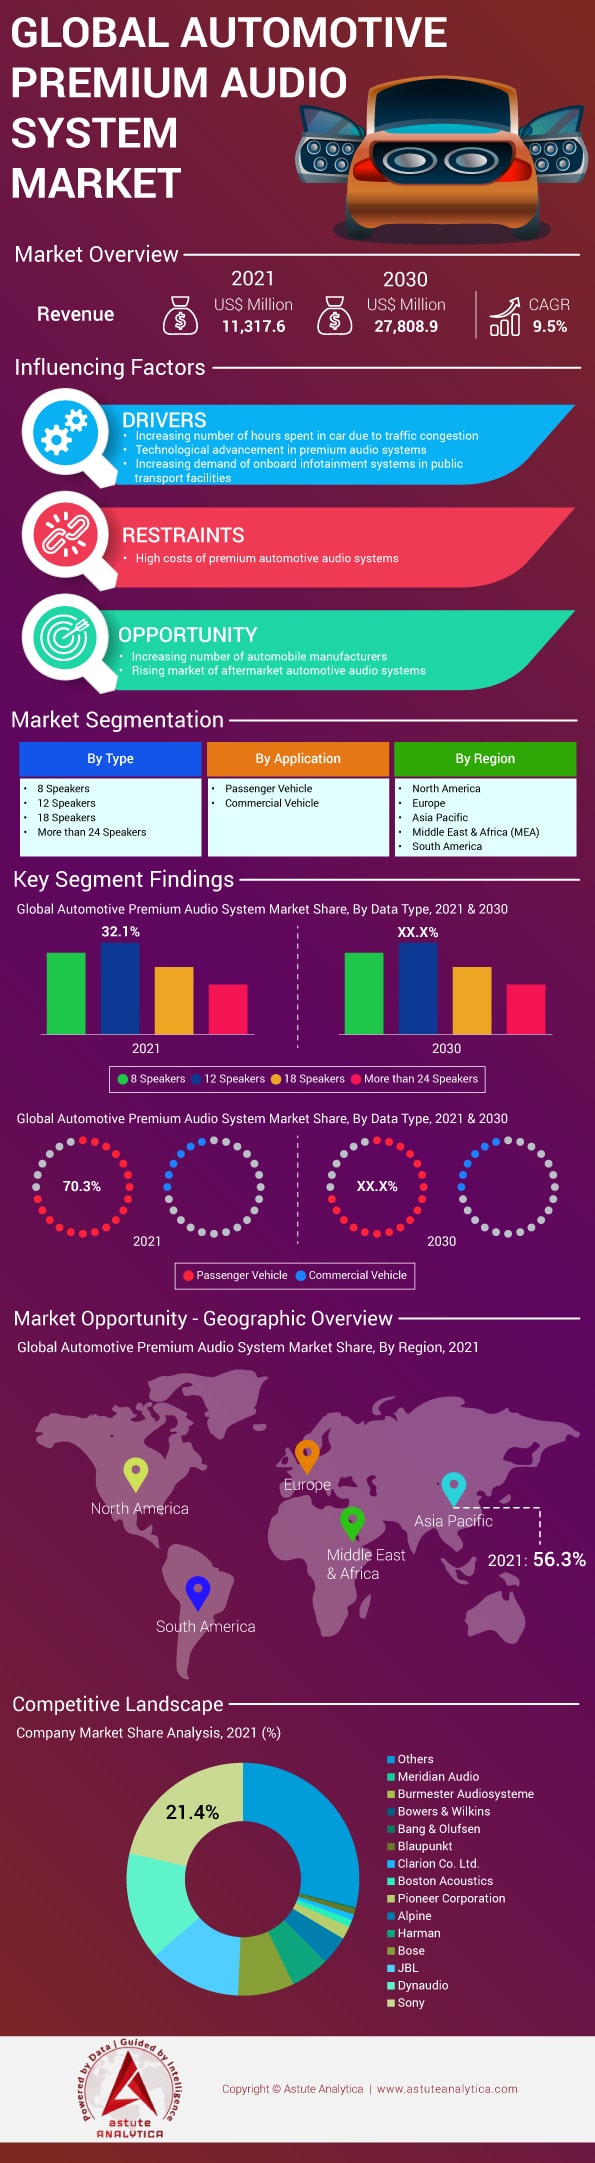 GLOBAL AUTOMOTIVE
PREMIUM AUDIO
SYSTEM
MARKET
Market Overview
2021
2030
Revenue
US$ Million
11,317.6
US$ Million
27,808.9
CAGR
9.5%
Influencing Factors
DRIVERS
• Increasing number of hours spent in car due to traffic congestion
• Technological advancement in premium audio systems
• Increasing demand of onboard infotainment systems in public
transport facilities
RESTRAINTS
• High costs of premium automotive audio systems
OPPORTUNITY
• Increasing number of automobile manufacturers
• Rising market of aftermarket automotive audio systems
Market Segmentation
By Type
• 8 Speakers
• 12 Speakers
• 18 Speakers
• More than 24 Speakers
By Application
• Passenger Vehicle
• Commercial Vehicle
By Region
• North America
• Europe
• Asia Pacific
• Middle East & Africa (MEA)
• South America
Key Segment Findings
Global Automotive Premium Audio System Market Share, By Data Type, 2021 & 2030
32.1%
XX.X%
2021
2030
8 Speakers
12 Speakers
18 Speakers
More than 24 Speakers
Global Automotive Premium Audio System Market Share, By Data Type, 2021 & 2030
70.3%
XX.X%
2021
2030
Passenger Vehicle
Commercial Vehicle
Market Opportunity - Geographic Overview
Global Automotive Premium Audio System Market Share, By Region, 2021
Europe
North America
Asia Pacific
Middle East
& Africa
2021: 56.3%
South America
Competitive Landscape
Company Market Share Analysis, 2021 (%)
21.4%
Others
Meridian Audio
Burmester Audiosysteme
Bowers & Wilkins
Bang & Olufsen
Blaupunkt
Clarion Co. Ltd.
Boston Acoustics
Pioneer Corporation
Alpine
Harman
Bose
JBL
Dynaudio
Sony
Powered by Data | Guided by Intelligence
astute
ANALYTICA
Copyright © Astute Analytica | www.astuteanalytica.com